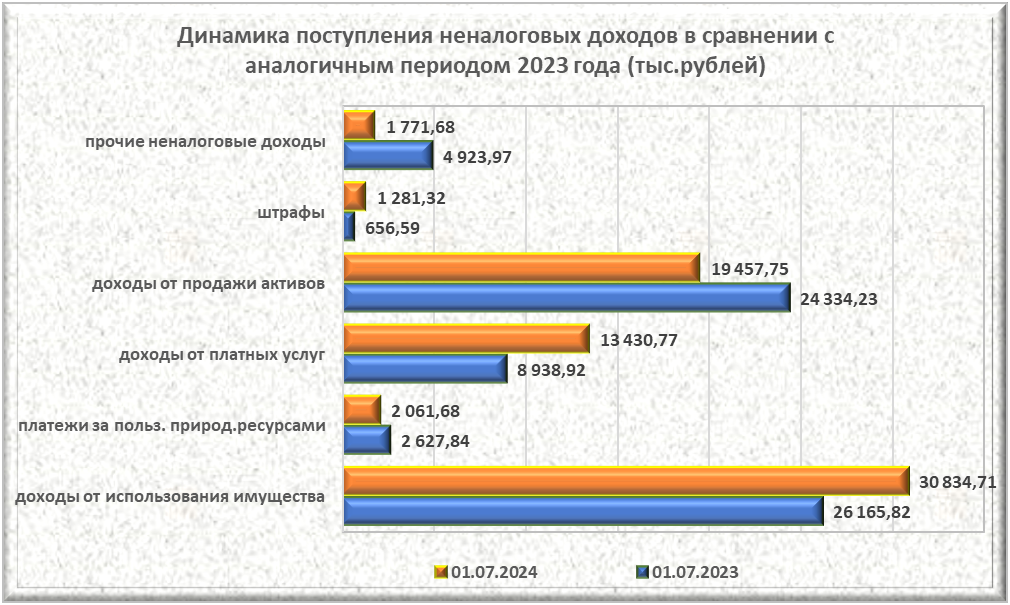 Динамика поступления неналоговых доходов в сравнении с
аналогичным периодом 2023 года (тыс.рублей)
прочие неналоговые доходы
1 771,68
4 923,97
штрафы
1 281,32
656,59
доходы от продажи активов
19 457,75
24 334,23
доходы от платных услуг
13 430,77
8 938,92
платежи за польз. природ.ресурсами
2 061,68
2 627,84
доходы от использования имущества
30 834,71
26 165,82
01.07.2024
01.07.2023